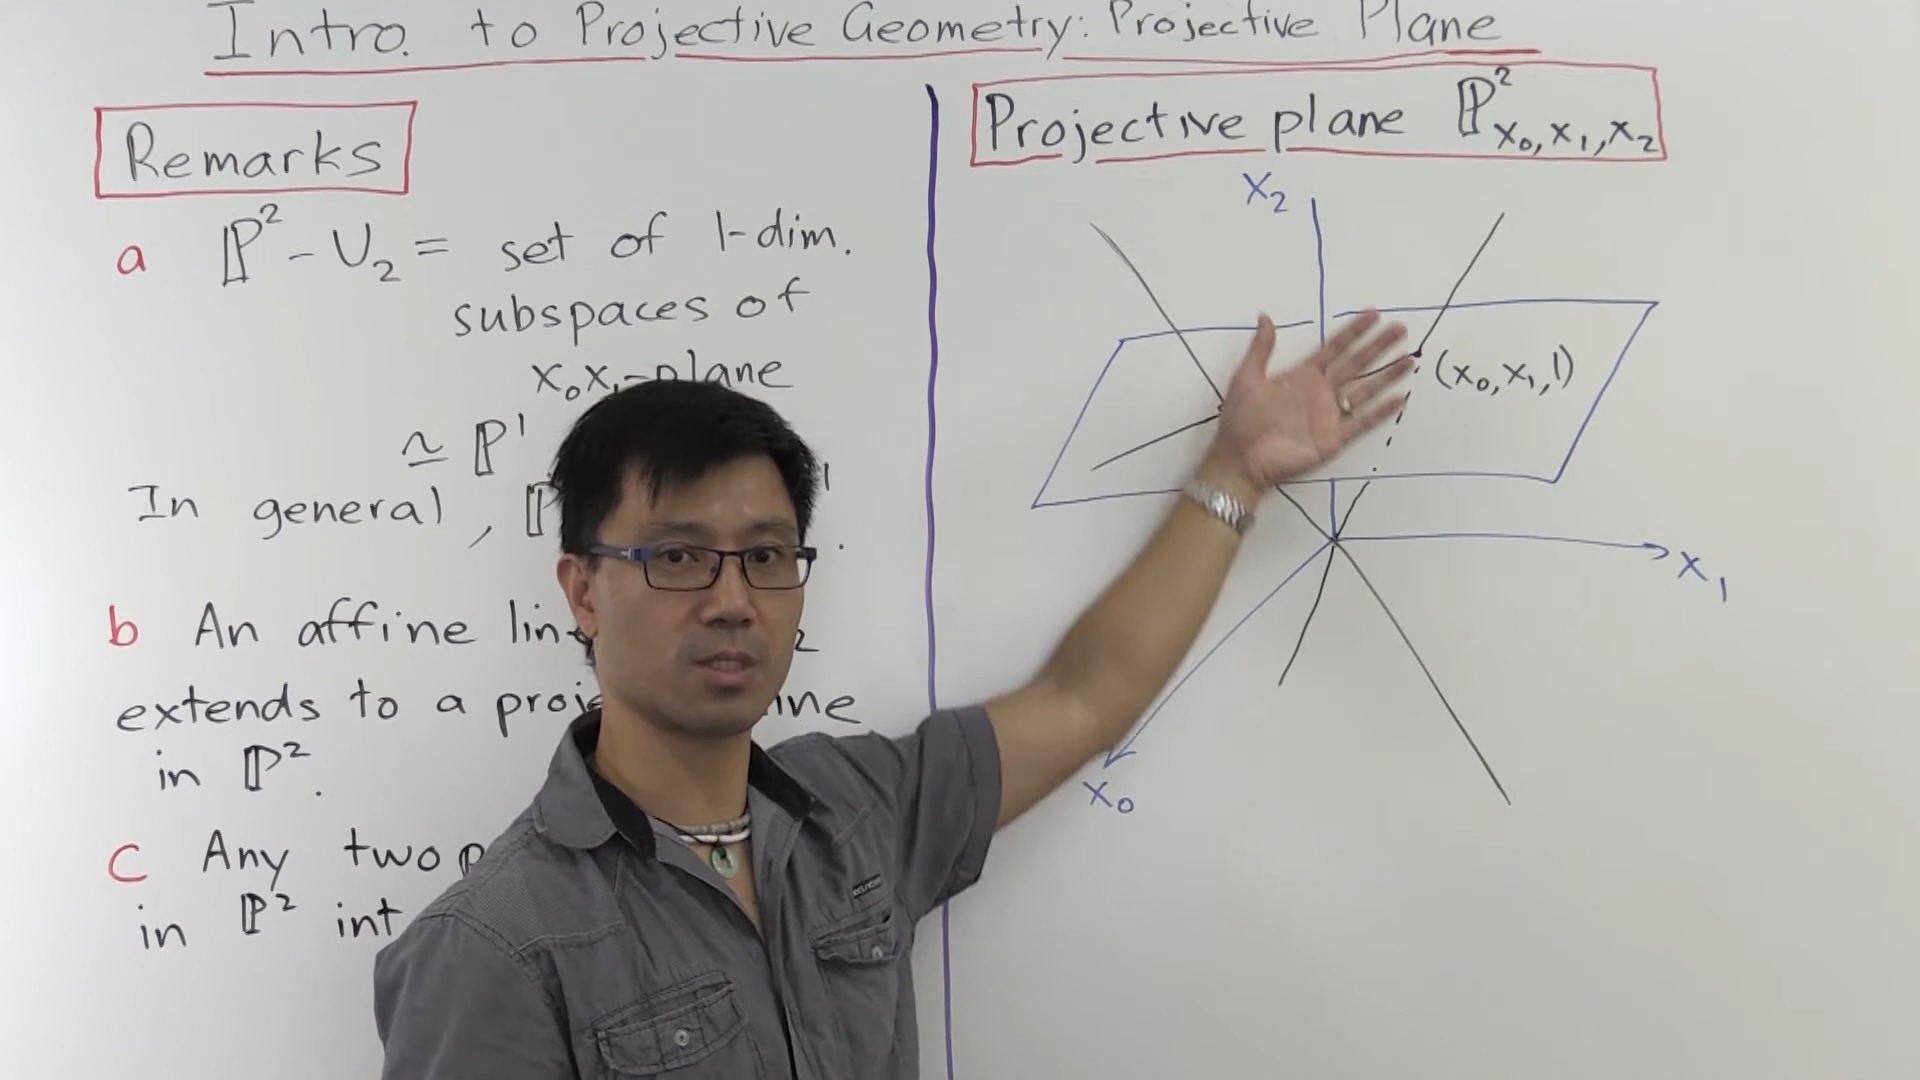 Intro. to Projective Geometry: Projective Plane
Remarks
a ℙ² - U₂ = set of 1-dim.
subspaces of
x₀x₁-plane
≃ ℙ¹
In general,
b An affine line
extends to a line
in ℙ².
c Any two
in ℙ²
Projective plane ℙ²x₀,x₁,x₂
x₂
(x₀,x₁,1)
x₁
x₀